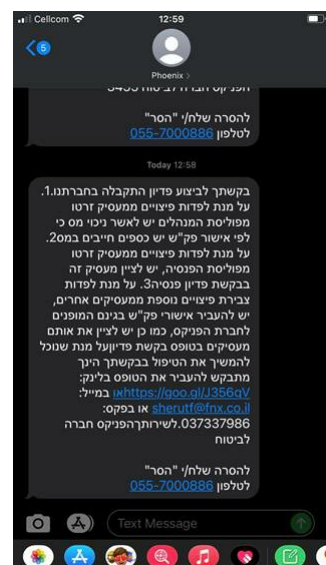 Cellcom
12:59
5
Phoenix
הפניקס חברה לביטוח 3455
להסרה שלח/י "הסר"
לטלפון 055-7000886
Today 12:58
בקשתך לביצוע פדיון התקבלה בחברתנו.1.
על מנת לפדות פיצויים ממעסיק זרטו
מפוליסת המנהלים יש לאשר ניכוי מס כי
לפי אישור פק"ש יש כספים חייבים במס2.
על מנת לפדות פיצויים ממעסיק זרטו
מפוליסת הפנסיה, יש לציין מעסיק זה
בבקשת פדיון פנסיה3. על מנת לפדות
צבירת פיצויים נוספת ממעסיקים אחרים,
יש להעביר אישורי פק"ש בגינם המופנים
לחברת הפניקס, כמו כן יש לציין את אותם
מעסיקים בטופס בקשת פדיוןעל מנת שנוכל
להמשיך את הטיפול בבקשתך הינך
מתבקש להעביר את הטופס בלינק:
https://goo.gl/J356qVאו במייל:
sherutf@fnx.co.il או בפקס:
037337986.לשירותךהפניקס חברה
לביטוח
להסרה שלח/י "הסר"
לטלפון 055-7000886
Text Message